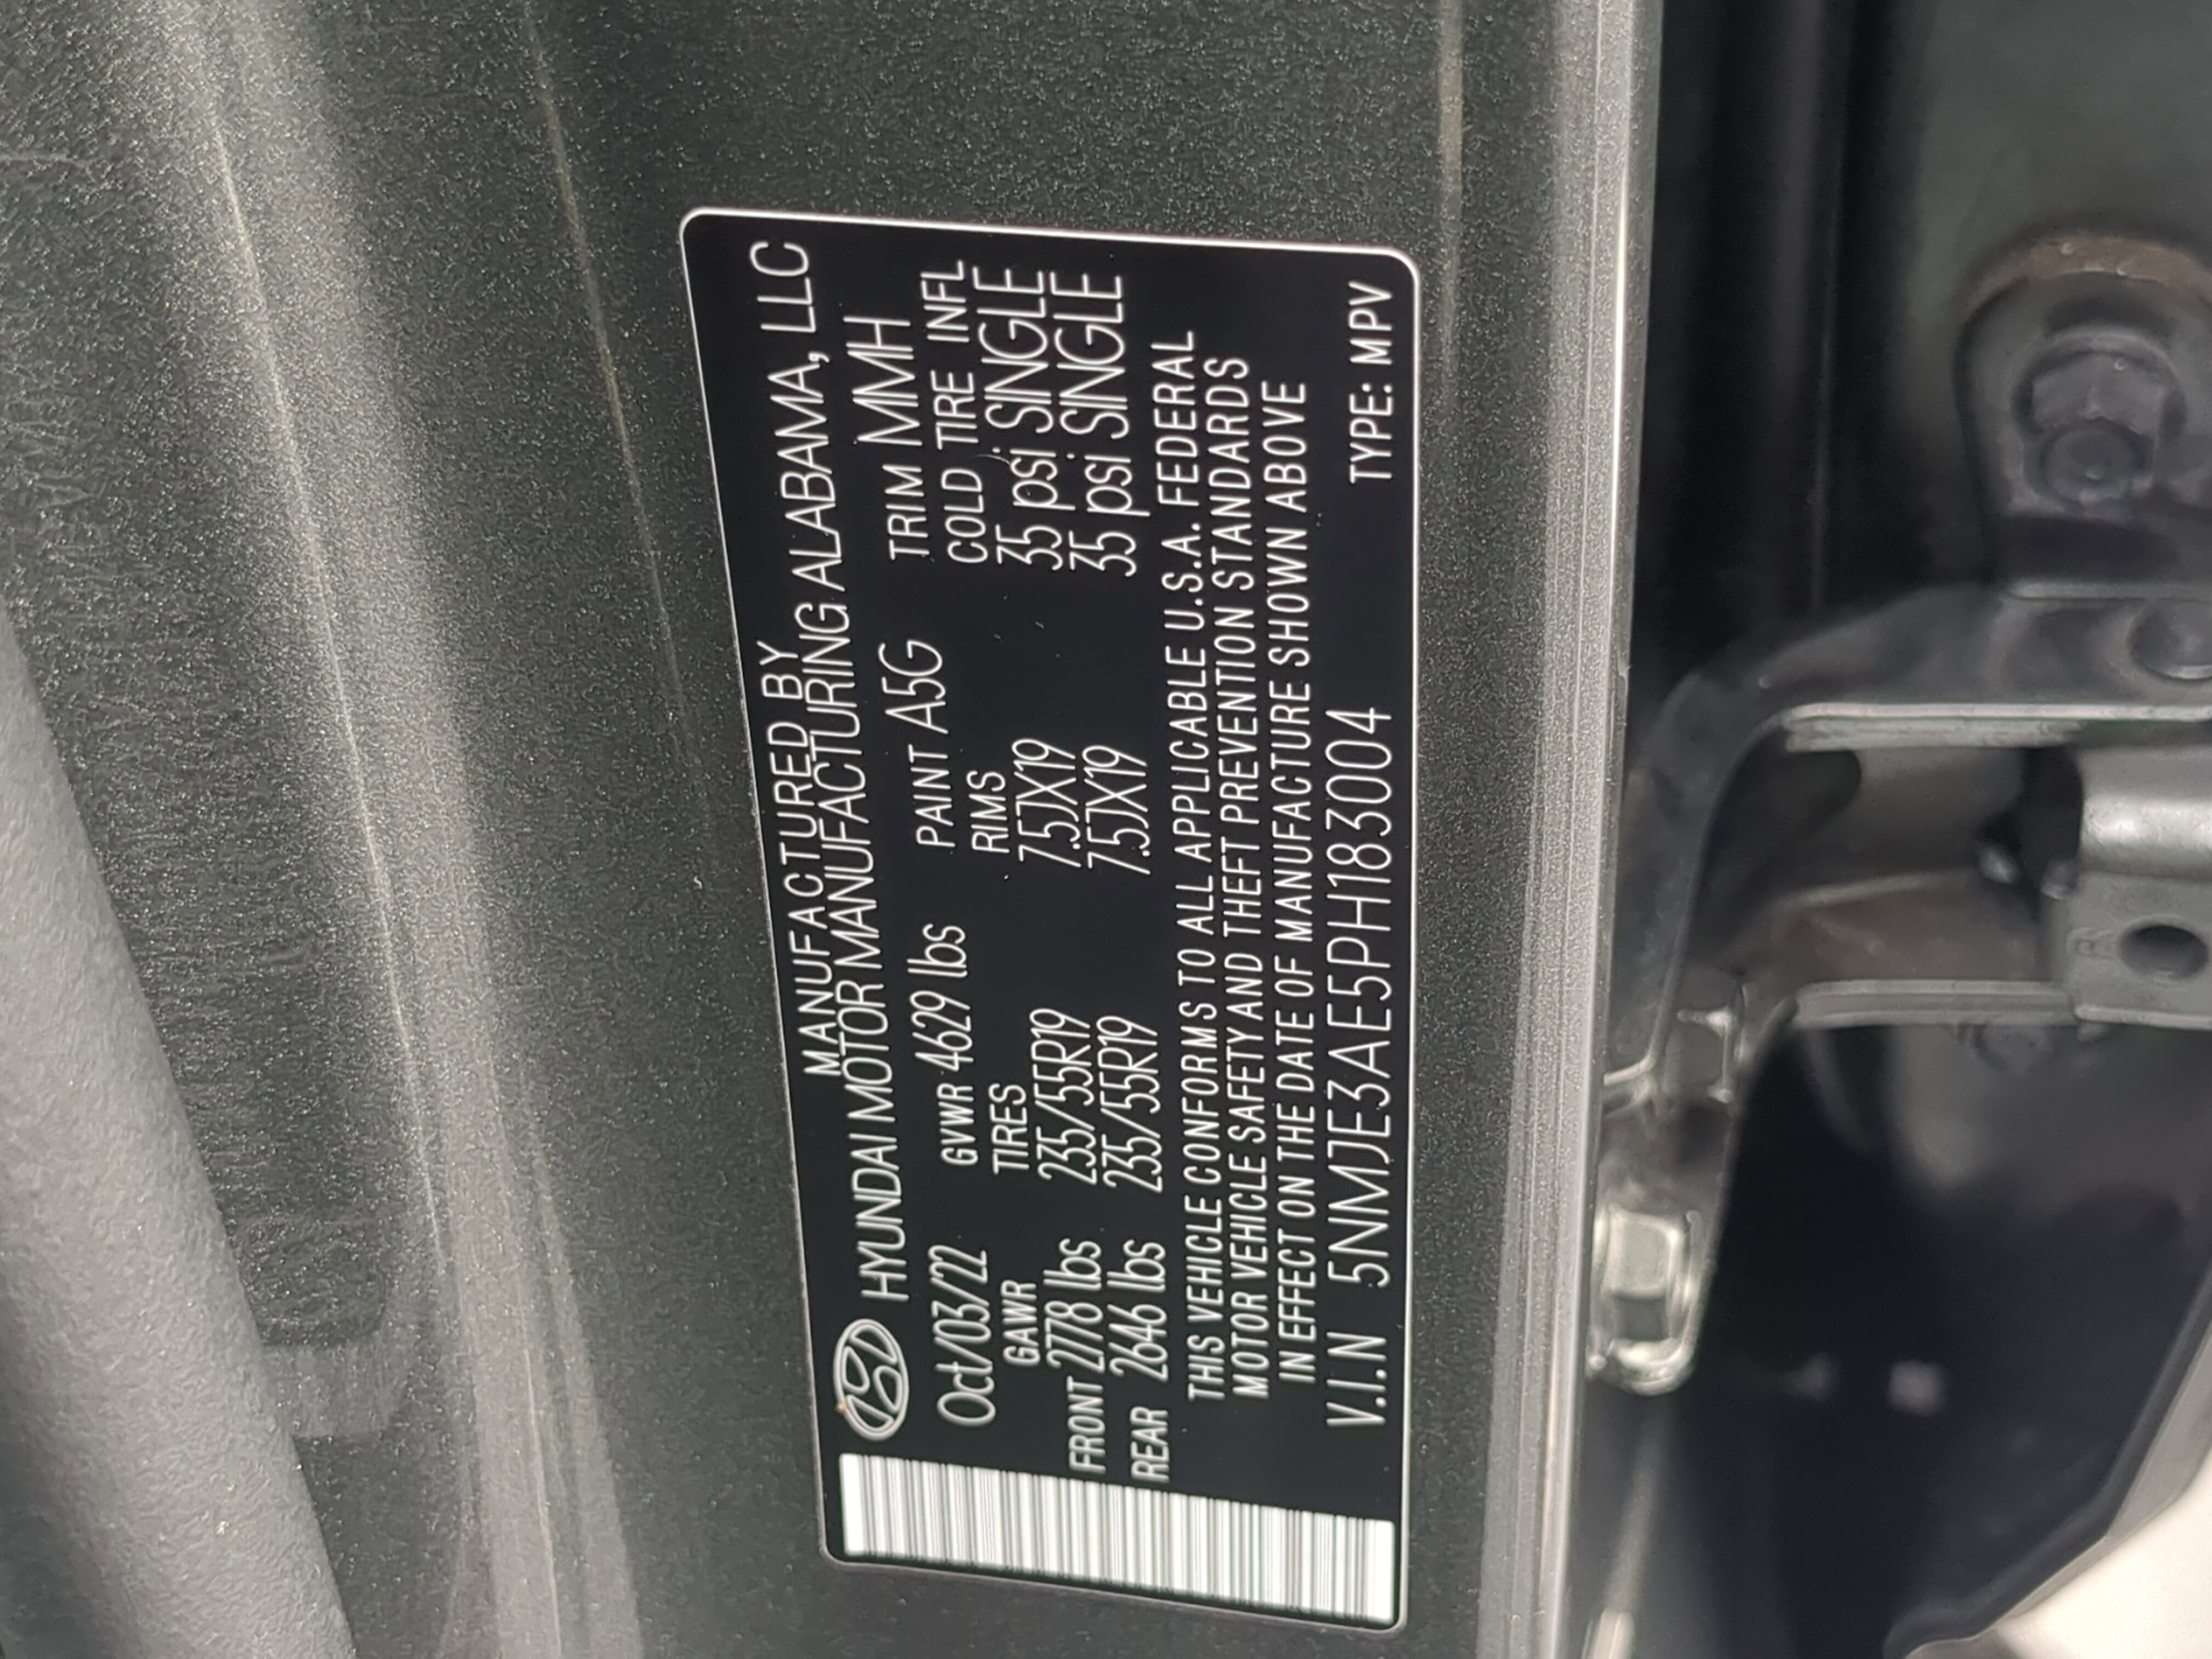 MANUFACTURED BY
HYUNDAI MOTOR MANUFACTURING ALABAMA, LLC
Oct/03/22 GVWR 4629 lbs PAINT A5G TRIM MMH
GAWR TIRES RIMS COLD TIRE INFL
FRONT 2778 lbs 235/55R19 7.5JX19 35 psi SINGLE
REAR 2646 lbs 235/55R19 7.5JX19 35 psi SINGLE
THIS VEHICLE CONFORMS TO ALL APPLICABLE U.S.A. FEDERAL
MOTOR VEHICLE SAFETY AND THEFT PREVENTION STANDARDS
IN EFFECT ON THE DATE OF MANUFACTURE SHOWN ABOVE
V.I.N 5NMJE3AE5PH183004 TYPE: MPV